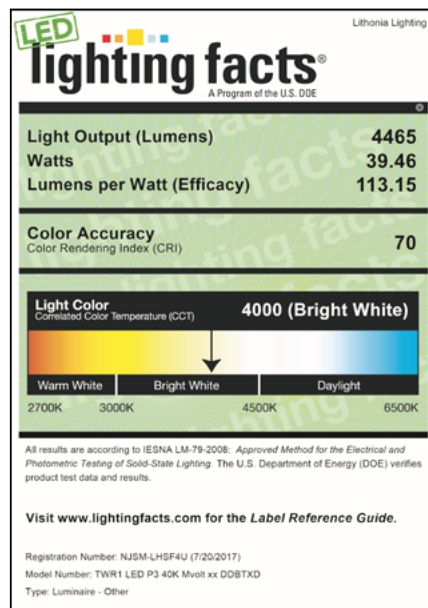 LED
Lithonia Lighting
lighting facts®
A Program of the U.S. DOE
Light Output (Lumens) 4465
Watts 39.46
Lumens per Watt (Efficacy) 113.15
Color Accuracy
Color Rendering Index (CRI) 70
Light Color
Correlated Color Temperature (CCT) 4000 (Bright White)
Warm White Bright White Daylight
2700K 3000K 4500K 6500K
All results are according to IESNA LM-79-2008: Approved Method for the Electrical and
Photometric Testing of Solid-State Lighting. The U.S. Department of Energy (DOE) verifies
product test data and results.
Visit www.lightingfacts.com for the Label Reference Guide.
Registration Number: NJSM-LHSF4U (7/20/2017)
Model Number: TWR1 LED P3 40K Mvolt xx DDBTXD
Type: Luminaire - Other